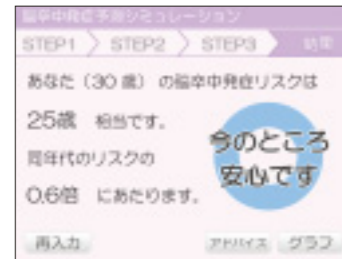 脳卒中発症予測シミュレーション
STEP1 STEP2 STEP3 結果
あなた(30歳)の脳卒中発症リスクは
25歳 相当です。
同年代のリスクの
0.6倍 にあたります。
今のところ
安心です
再入力 アドバイス グラフ